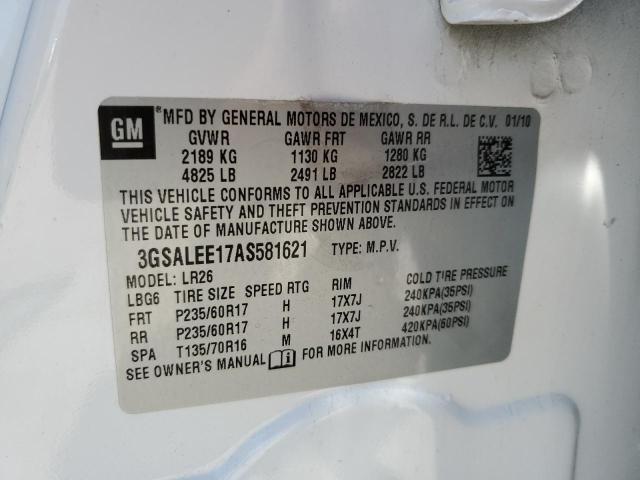 GM
® MFD BY GENERAL MOTORS DE MEXICO, S. DE R.L. DE C.V. 01/10
GVWR GAWR FRT GAWR RR
2189 KG 1130 KG 1280 KG
4825 LB 2491 LB 2822 LB
THIS VEHICLE CONFORMS TO ALL APPLICABLE U.S. FEDERAL MOTOR
VEHICLE SAFETY AND THEFT PREVENTION STANDARDS IN EFFECT ON
THE DATE OF MANUFACTURE SHOWN ABOVE.
3GSALEE17AS581621 TYPE: M.P.V.
MODEL: LR26
LBG6 TIRE SIZE SPEED RTG RIM COLD TIRE PRESSURE
FRT P235/60R17 H 17X7J 240KPA(35PSI)
RR P235/60R17 H 17X7J 240KPA(35PSI)
SPA T135/70R16 M 16X4T 420KPA(60PSI)
SEE OWNER'S MANUAL FOR MORE INFORMATION.